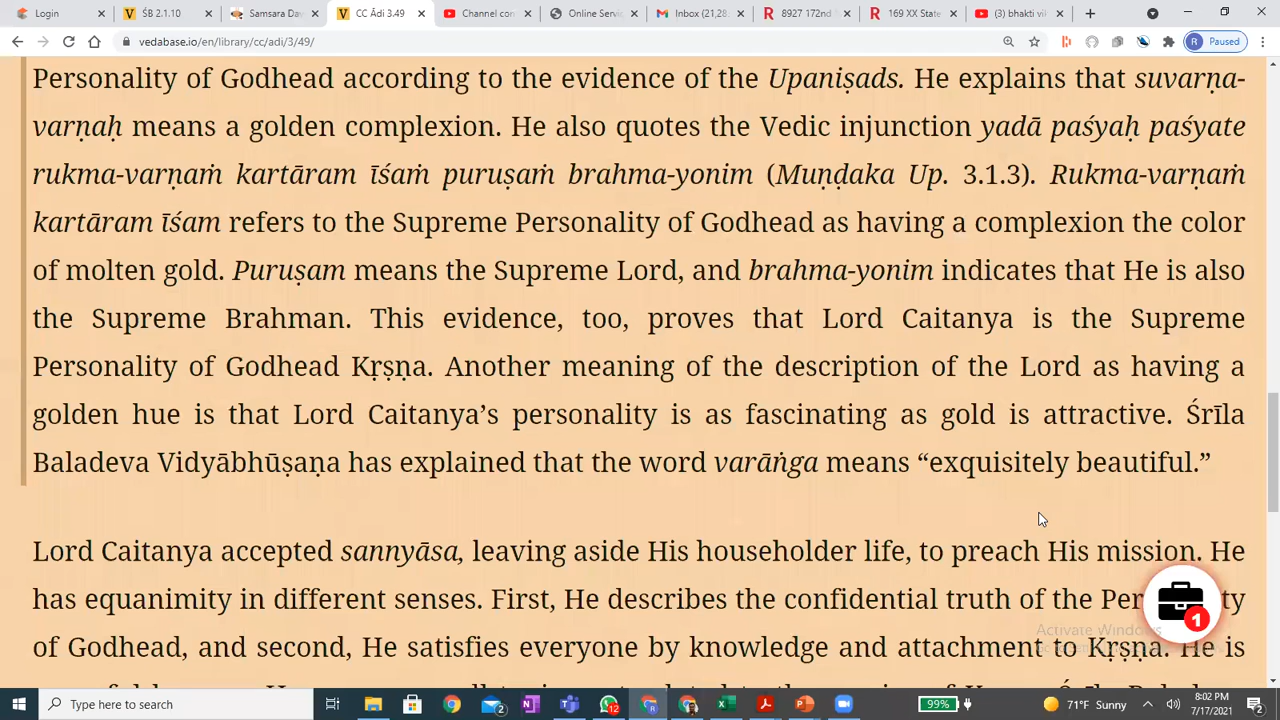 Login
ŚB 2.1.10
Samsara Da
CC Ādi 3.49
Channel con
Online Servic
Inbox (21,28
8927 172nd
169 XX State
(3) bhakti vil
vedabase.io/en/library/cc/adi/3/49/
R Paused
Personality of Godhead according to the evidence of the Upaniṣads. He explains that suvarṇa-
varṇaḥ means a golden complexion. He also quotes the Vedic injunction yadā paśyaḥ paśyate
rukma-varṇaṁ kartāram īśaṁ puruṣaṁ brahma-yonim (Muṇḍaka Up. 3.1.3). Rukma-varṇaṁ
kartāram īśam refers to the Supreme Personality of Godhead as having a complexion the color
of molten gold. Puruṣam means the Supreme Lord, and brahma-yonim indicates that He is also
the Supreme Brahman. This evidence, too, proves that Lord Caitanya is the Supreme
Personality of Godhead Kṛṣṇa. Another meaning of the description of the Lord as having a
golden hue is that Lord Caitanya’s personality is as fascinating as gold is attractive. Śrīla
Baladeva Vidyābhūṣaṇa has explained that the word varāṅga means “exquisitely beautiful.”
Lord Caitanya accepted sannyāsa, leaving aside His householder life, to preach His mission. He
has equanimity in different senses. First, He describes the confidential truth of the Per ty
of Godhead, and second, He satisfies everyone by knowledge and attachment to Kṛṣṇa. He is
1
Activate Windows
Type here to search
2
12
99%
71°F Sunny
8:02 PM
7/17/2021
2